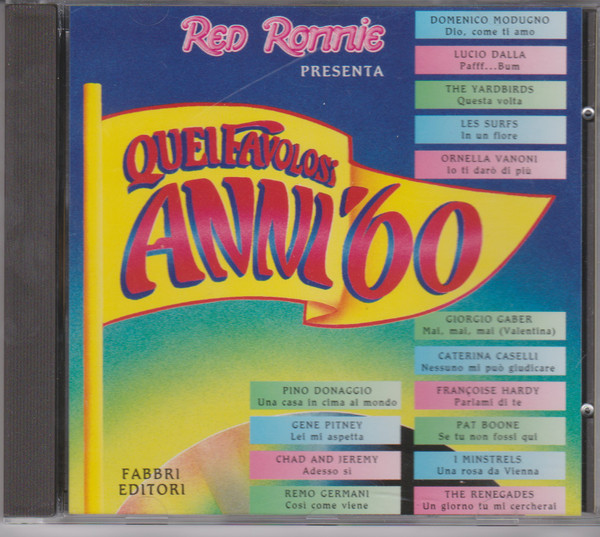 RED RONNIE
PRESENTA
QUEI FAVOLOSI
ANNI '60
DOMENICO MODUGNO
Dio, come ti amo
LUCIO DALLA
Pafff...Bum
THE YARDBIRDS
Questa volta
LES SURFS
In un fiore
ORNELLA VANONI
Io ti darò di più
GIORGIO GABER
Mai, mai, mai (Valentina)
CATERINA CASELLI
Nessuno mi può giudicare
FRANÇOISE HARDY
Parlami di te
PAT BOONE
Se tu non fossi qui
I MINSTRELS
Una rosa da Vienna
THE RENEGADES
Un giorno tu mi cercherai
PINO DONAGGIO
Una casa in cima al mondo
GENE PITNEY
Lei mi aspetta
CHAD AND JEREMY
Adesso sì
REMO GERMANI
Così come viene
FABBRI
EDITORI